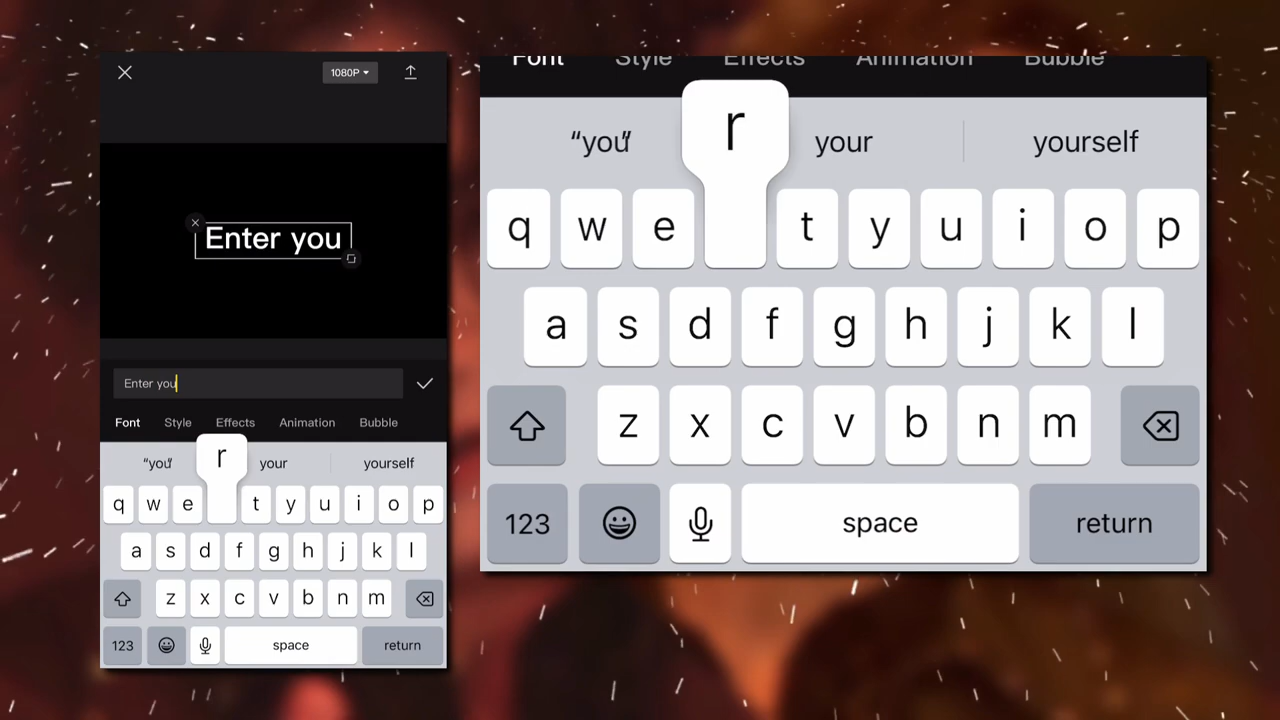 1080P
Enter you
Enter you
Font Style Effects Animation Bubble
“you” r your yourself
q w e t y u i o p
a s d f g h j k l
z x c v b n m
123 space return
Font Style Effects Animation Bubble
“you” r your yourself
q w e t y u i o p
a s d f g h j k l
z x c v b n m
123 space return